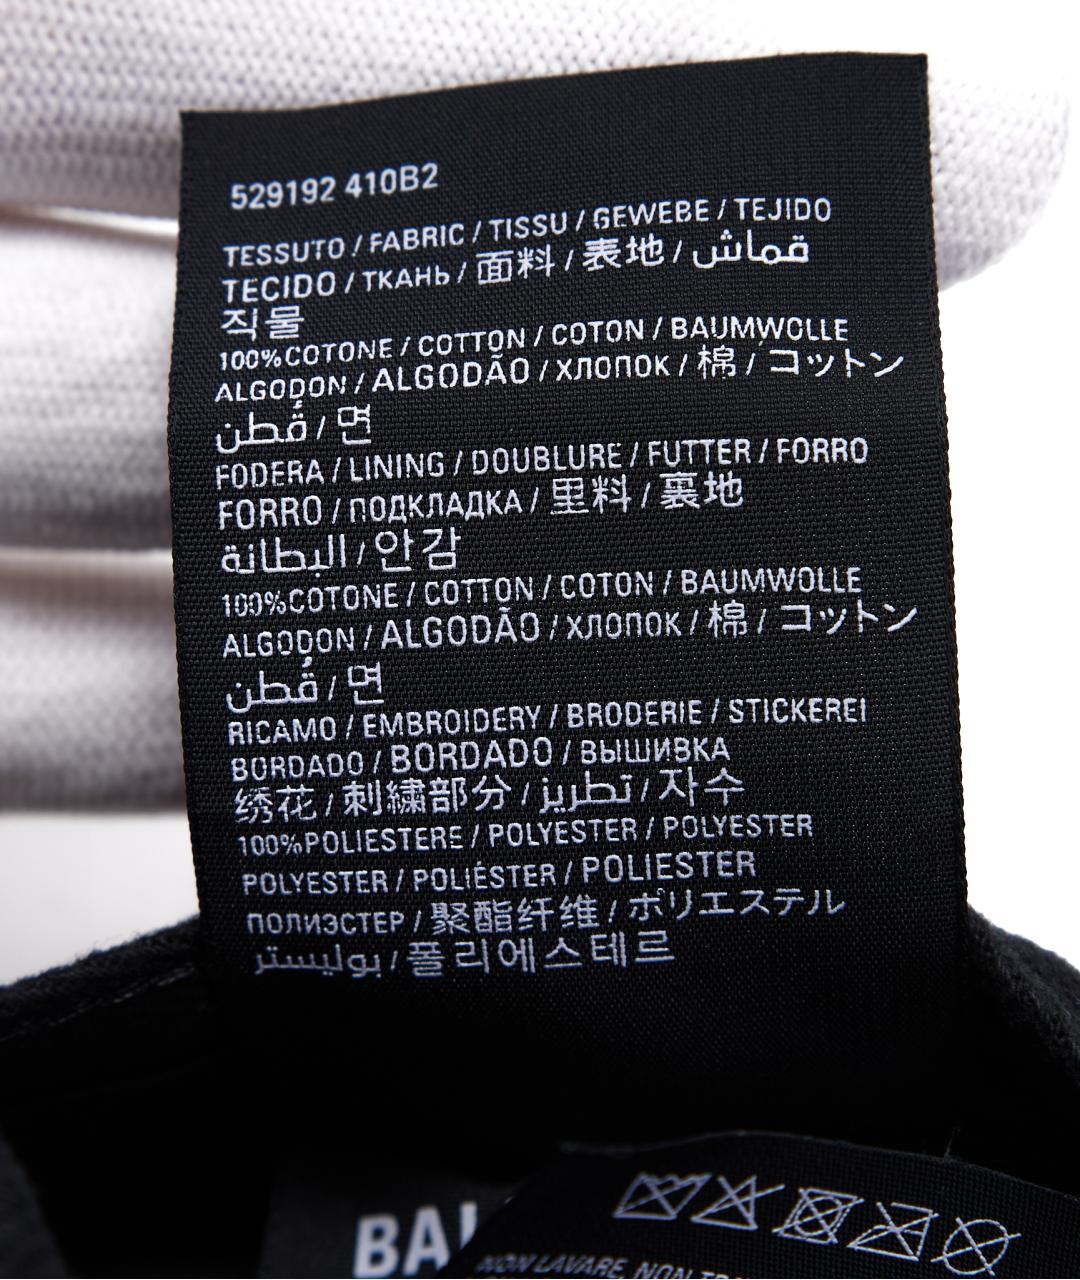 529192 410B2
TESSUTO / FABRIC / TISSU / GEWEBE / TEJIDO
TECIDO / ТКАНЬ / 面料 / 表地 / قماش
직물
100%COTONE / COTTON / COTON / BAUMWOLLE
ALGODON / ALGODÃO / ХЛОПОК / 棉 / コットン
قُطن / 면
FODERA / LINING / DOUBLURE / FUTTER / FORRO
FORRO / ПОДКЛАДКА / 里料 / 裏地
البطانة / 안감
100%COTONE / COTTON / COTON / BAUMWOLLE
ALGODON / ALGODÃO / ХЛОПОК / 棉 / コットン
قُطن / 면
RICAMO / EMBROIDERY / BRODERIE / STICKEREI
BORDADO / BORDADO / ВЫШИВКА
绣花 / 刺繍部分 / تطريز / 자수
100%POLIESTERE / POLYESTER / POLYESTER
POLYESTER / POLIÉSTER / POLIESTER
ПОЛИЭСТЕР / 聚酯纤维 / ポリエステル
بوليستر / 폴리에스테르
BAL
NON LAVARE, NON TR